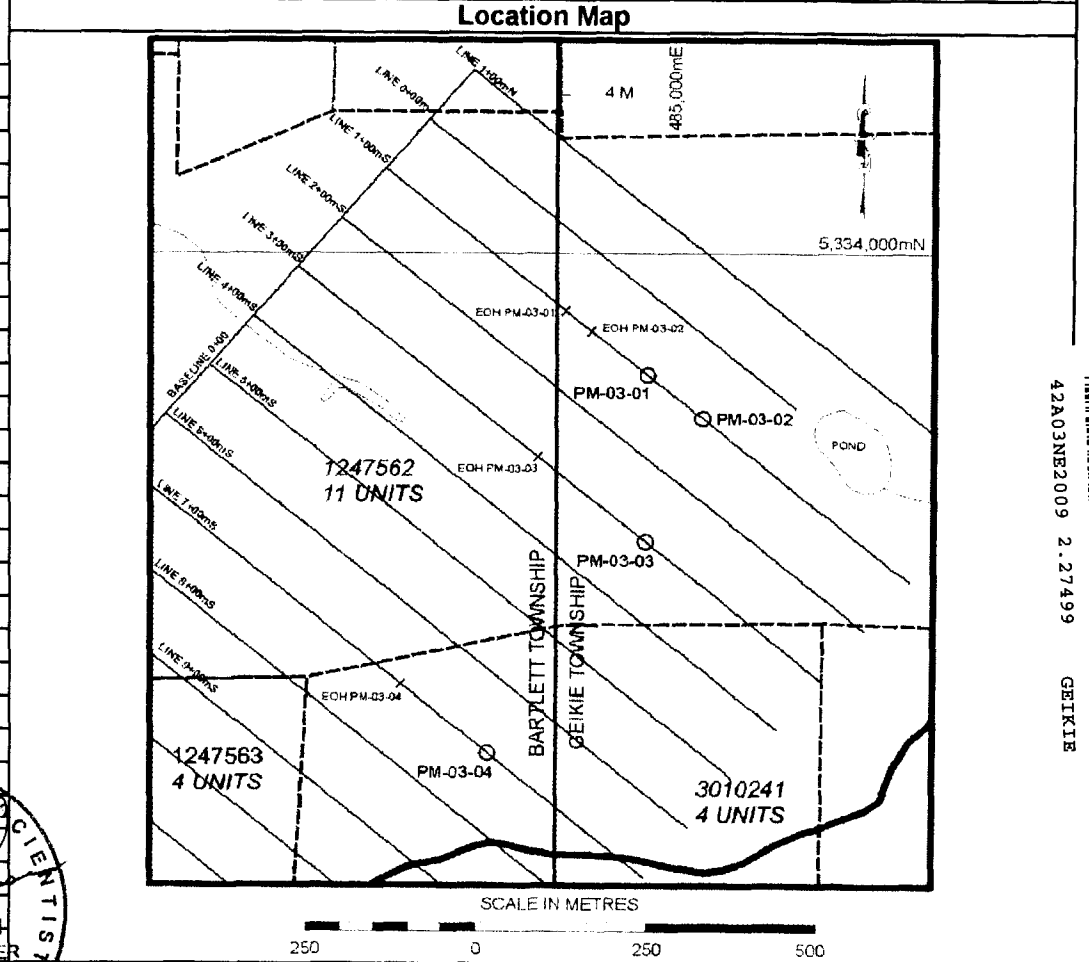 Location Map
LINE 1+00mN
LINE 0+00m
LINE 1+00mS
LINE 2+00mS
LINE 3+00mS
LINE 4+00mS
BASELINE 0+00
LINE 5+00mS
LINE 6+00mS
LINE 7+00mS
LINE 8+00mS
LINE 9+00mS
4 M
485,000mE
5,334,000mN
EOH PM-03-01
EOH PM-03-02
PM-03-01
PM-03-02
POND
EOH PM-03-03
1247562
11 UNITS
PM-03-03
BARTLETT TOWNSHIP
GEIKIE TOWNSHIP
EOH PM-03-04
1247563
4 UNITS
PM-03-04
3010241
4 UNITS
SCALE IN METRES
250 0 250 500
42A03NE2009 2.27499 GEIKIE
CIENTIST
ER